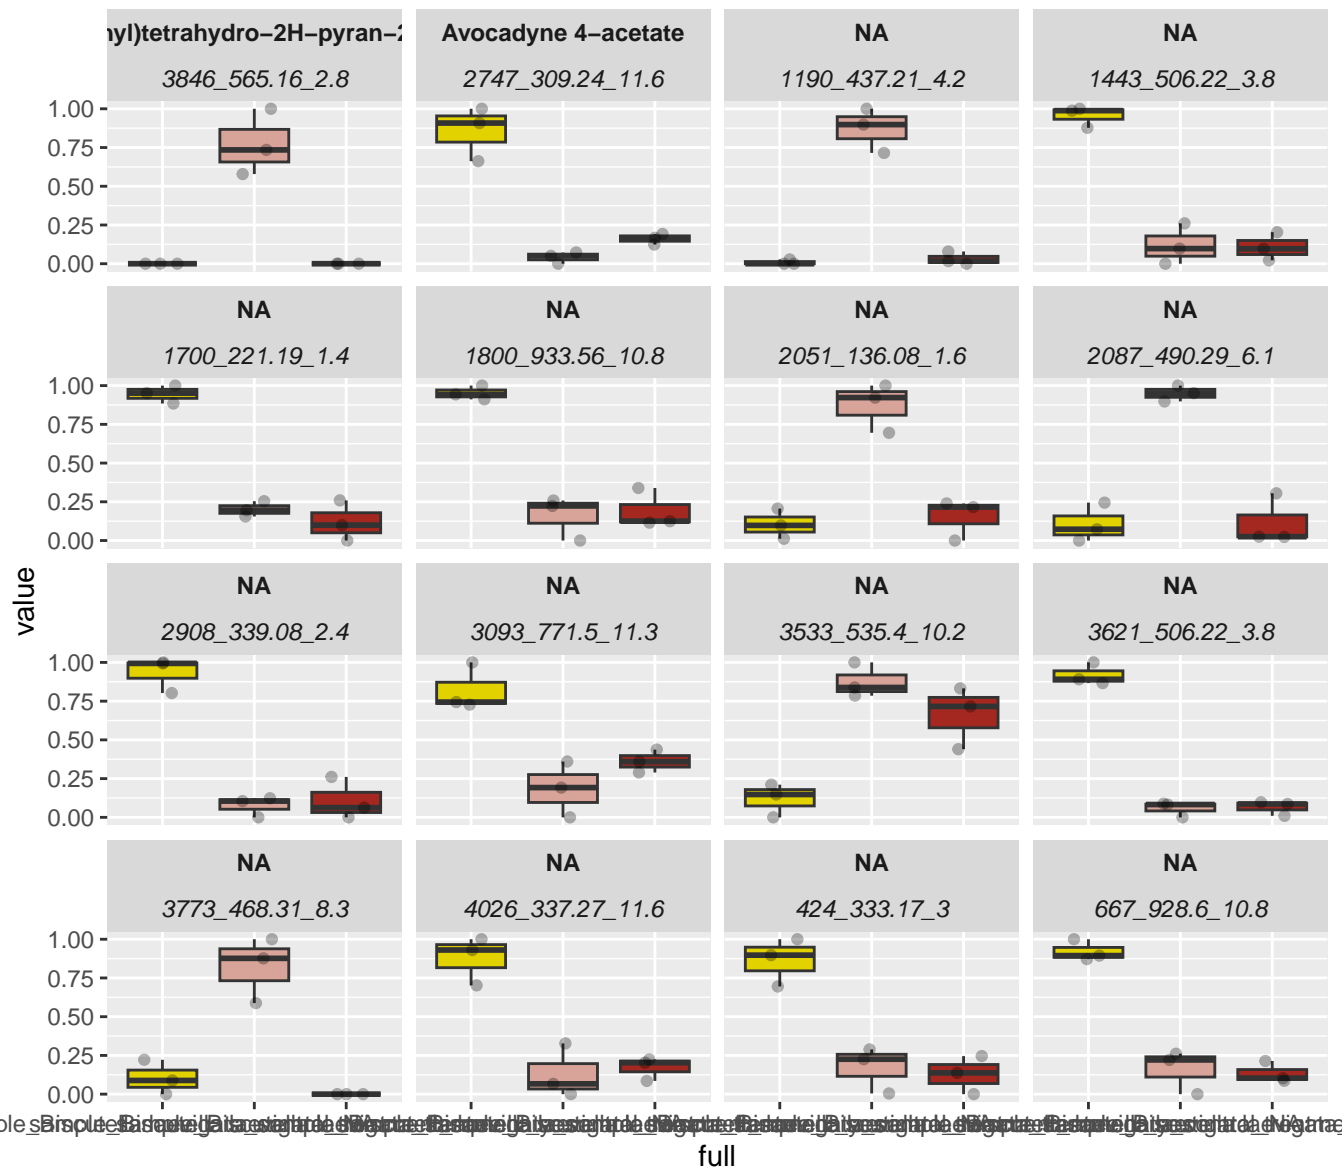 nyl)tetrahydro−2H−pyran−2
Avocadyne 4−acetate
NA
NA
3846_565.16_2.8
2747_309.24_11.6
1190_437.21_4.2
1443_506.22_3.8
1.00
0.75
0.50
0.25
0.00
NA
NA
NA
NA
1700_221.19_1.4
1800_933.56_10.8
2051_136.08_1.6
2087_490.29_6.1
1.00
0.75
0.50
0.25
0.00
value
NA
NA
NA
NA
2908_339.08_2.4
3093_771.5_11.3
3533_535.4_10.2
3621_506.22_3.8
1.00
0.75
0.50
0.25
0.00
NA
NA
NA
NA
3773_468.31_8.3
4026_337.27_11.6
424_333.17_3
667_928.6_10.8
1.00
0.75
0.50
0.25
0.00
full